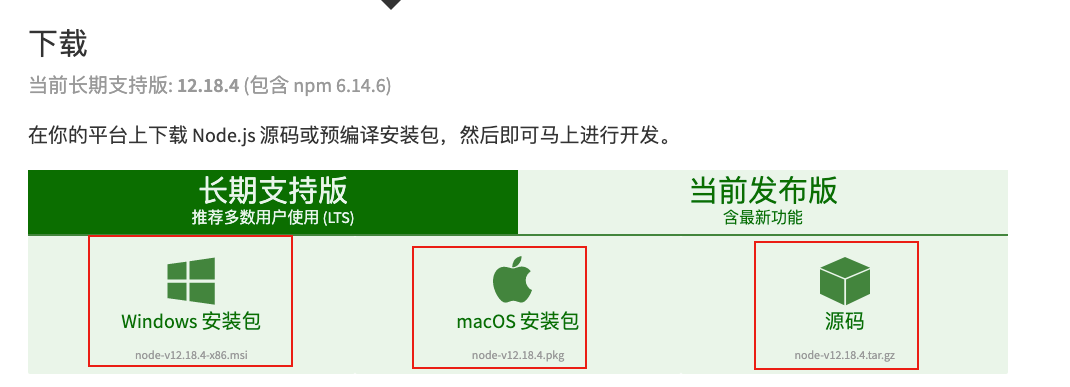 下载
当前长期支持版: 12.18.4 (包含 npm 6.14.6)
在你的平台上下载 Node.js 源码或预编译安装包，然后即可马上进行开发。
长期支持版
推荐多数用户使用 (LTS)
当前发布版
含最新功能
Windows 安装包
node-v12.18.4-x86.msi
macOS 安装包
node-v12.18.4.pkg
源码
node-v12.18.4.tar.gz